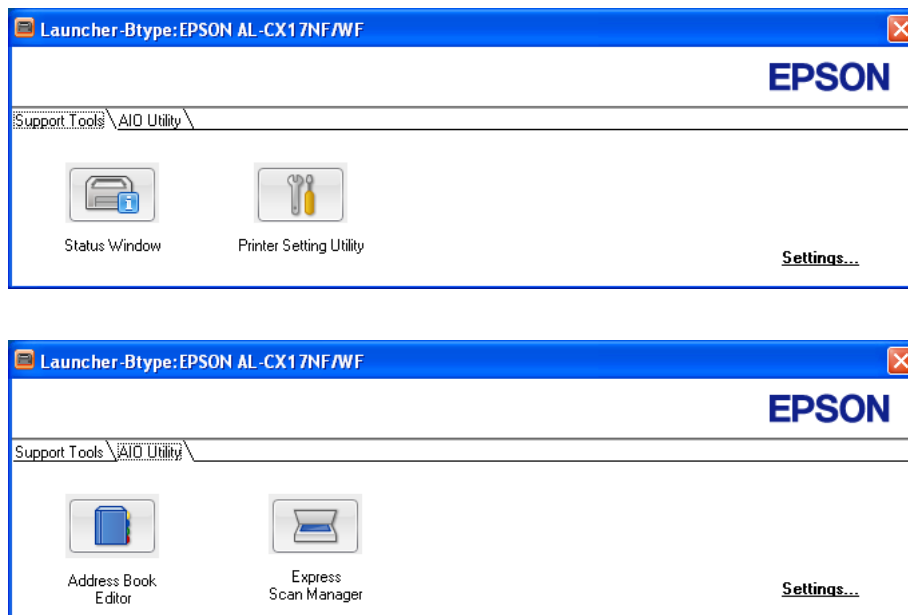 Launcher-Btype:EPSON AL-CX17NF/WF
EPSON
Support Tools AIO Utility
Status Window Printer Setting Utility
Settings...
Launcher-Btype:EPSON AL-CX17NF/WF
EPSON
Support Tools AIO Utility
Address Book Express
Editor Scan Manager
Settings...